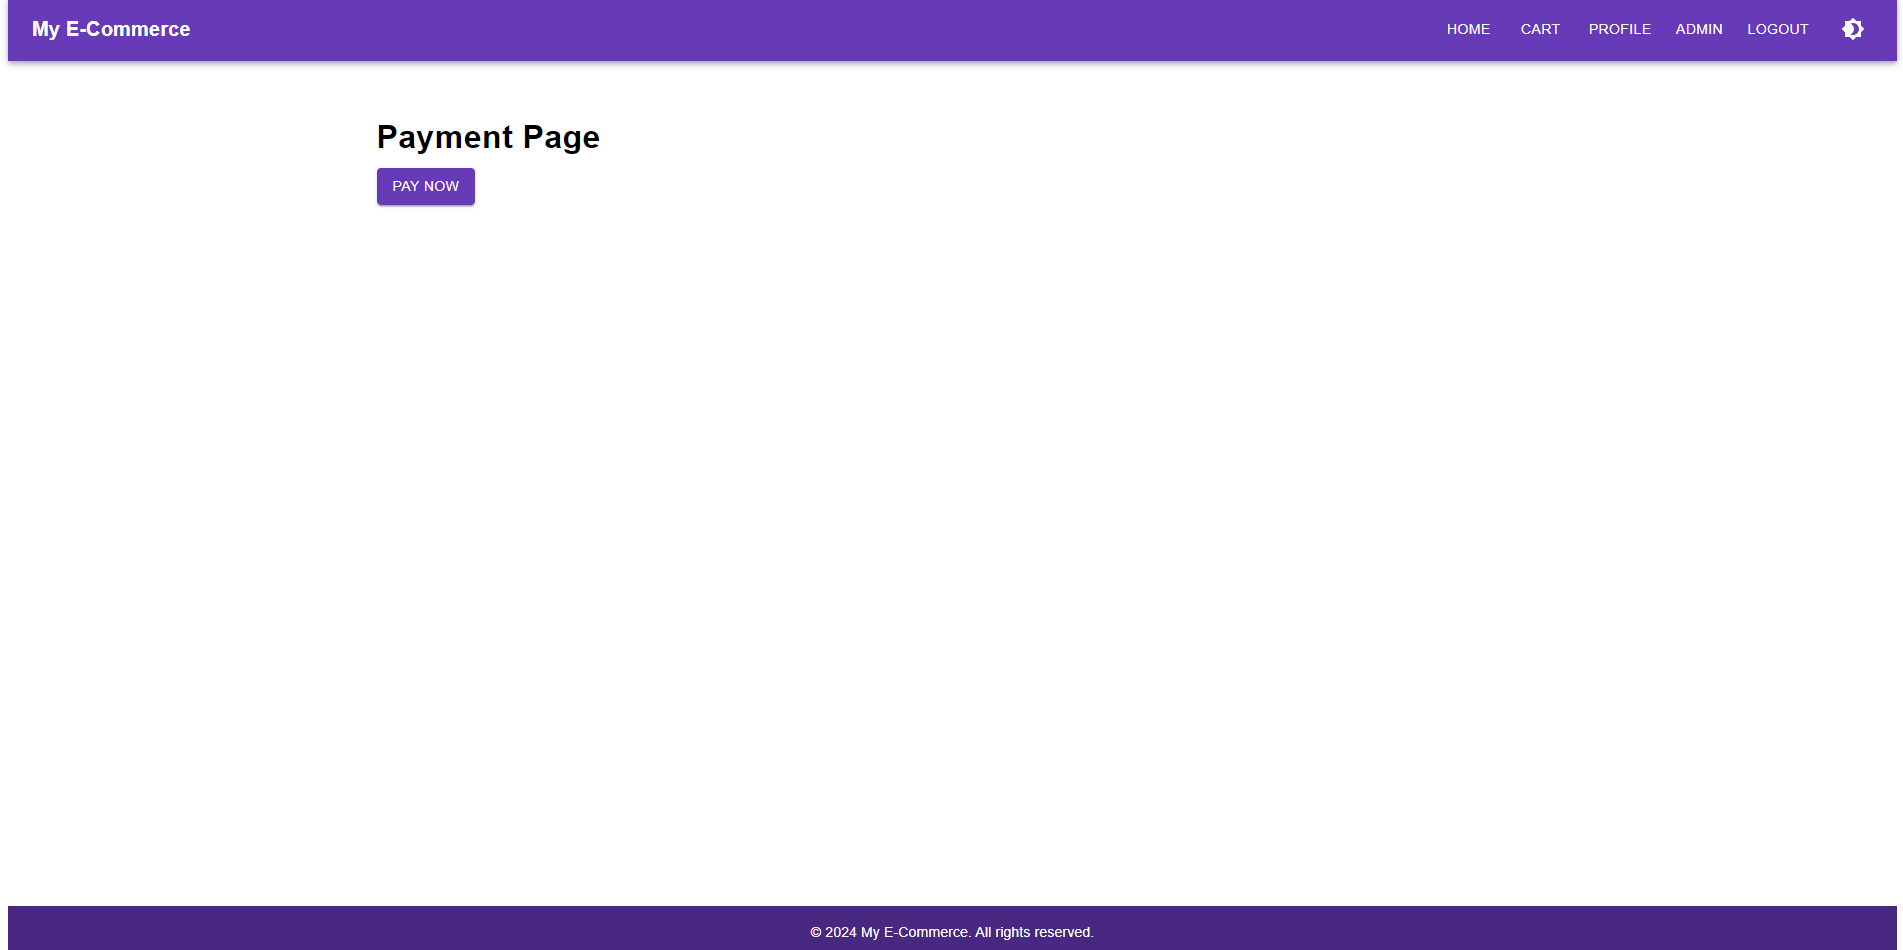 My E-Commerce
HOME CART PROFILE ADMIN LOGOUT
Payment Page
PAY NOW
© 2024 My E-Commerce. All rights reserved.